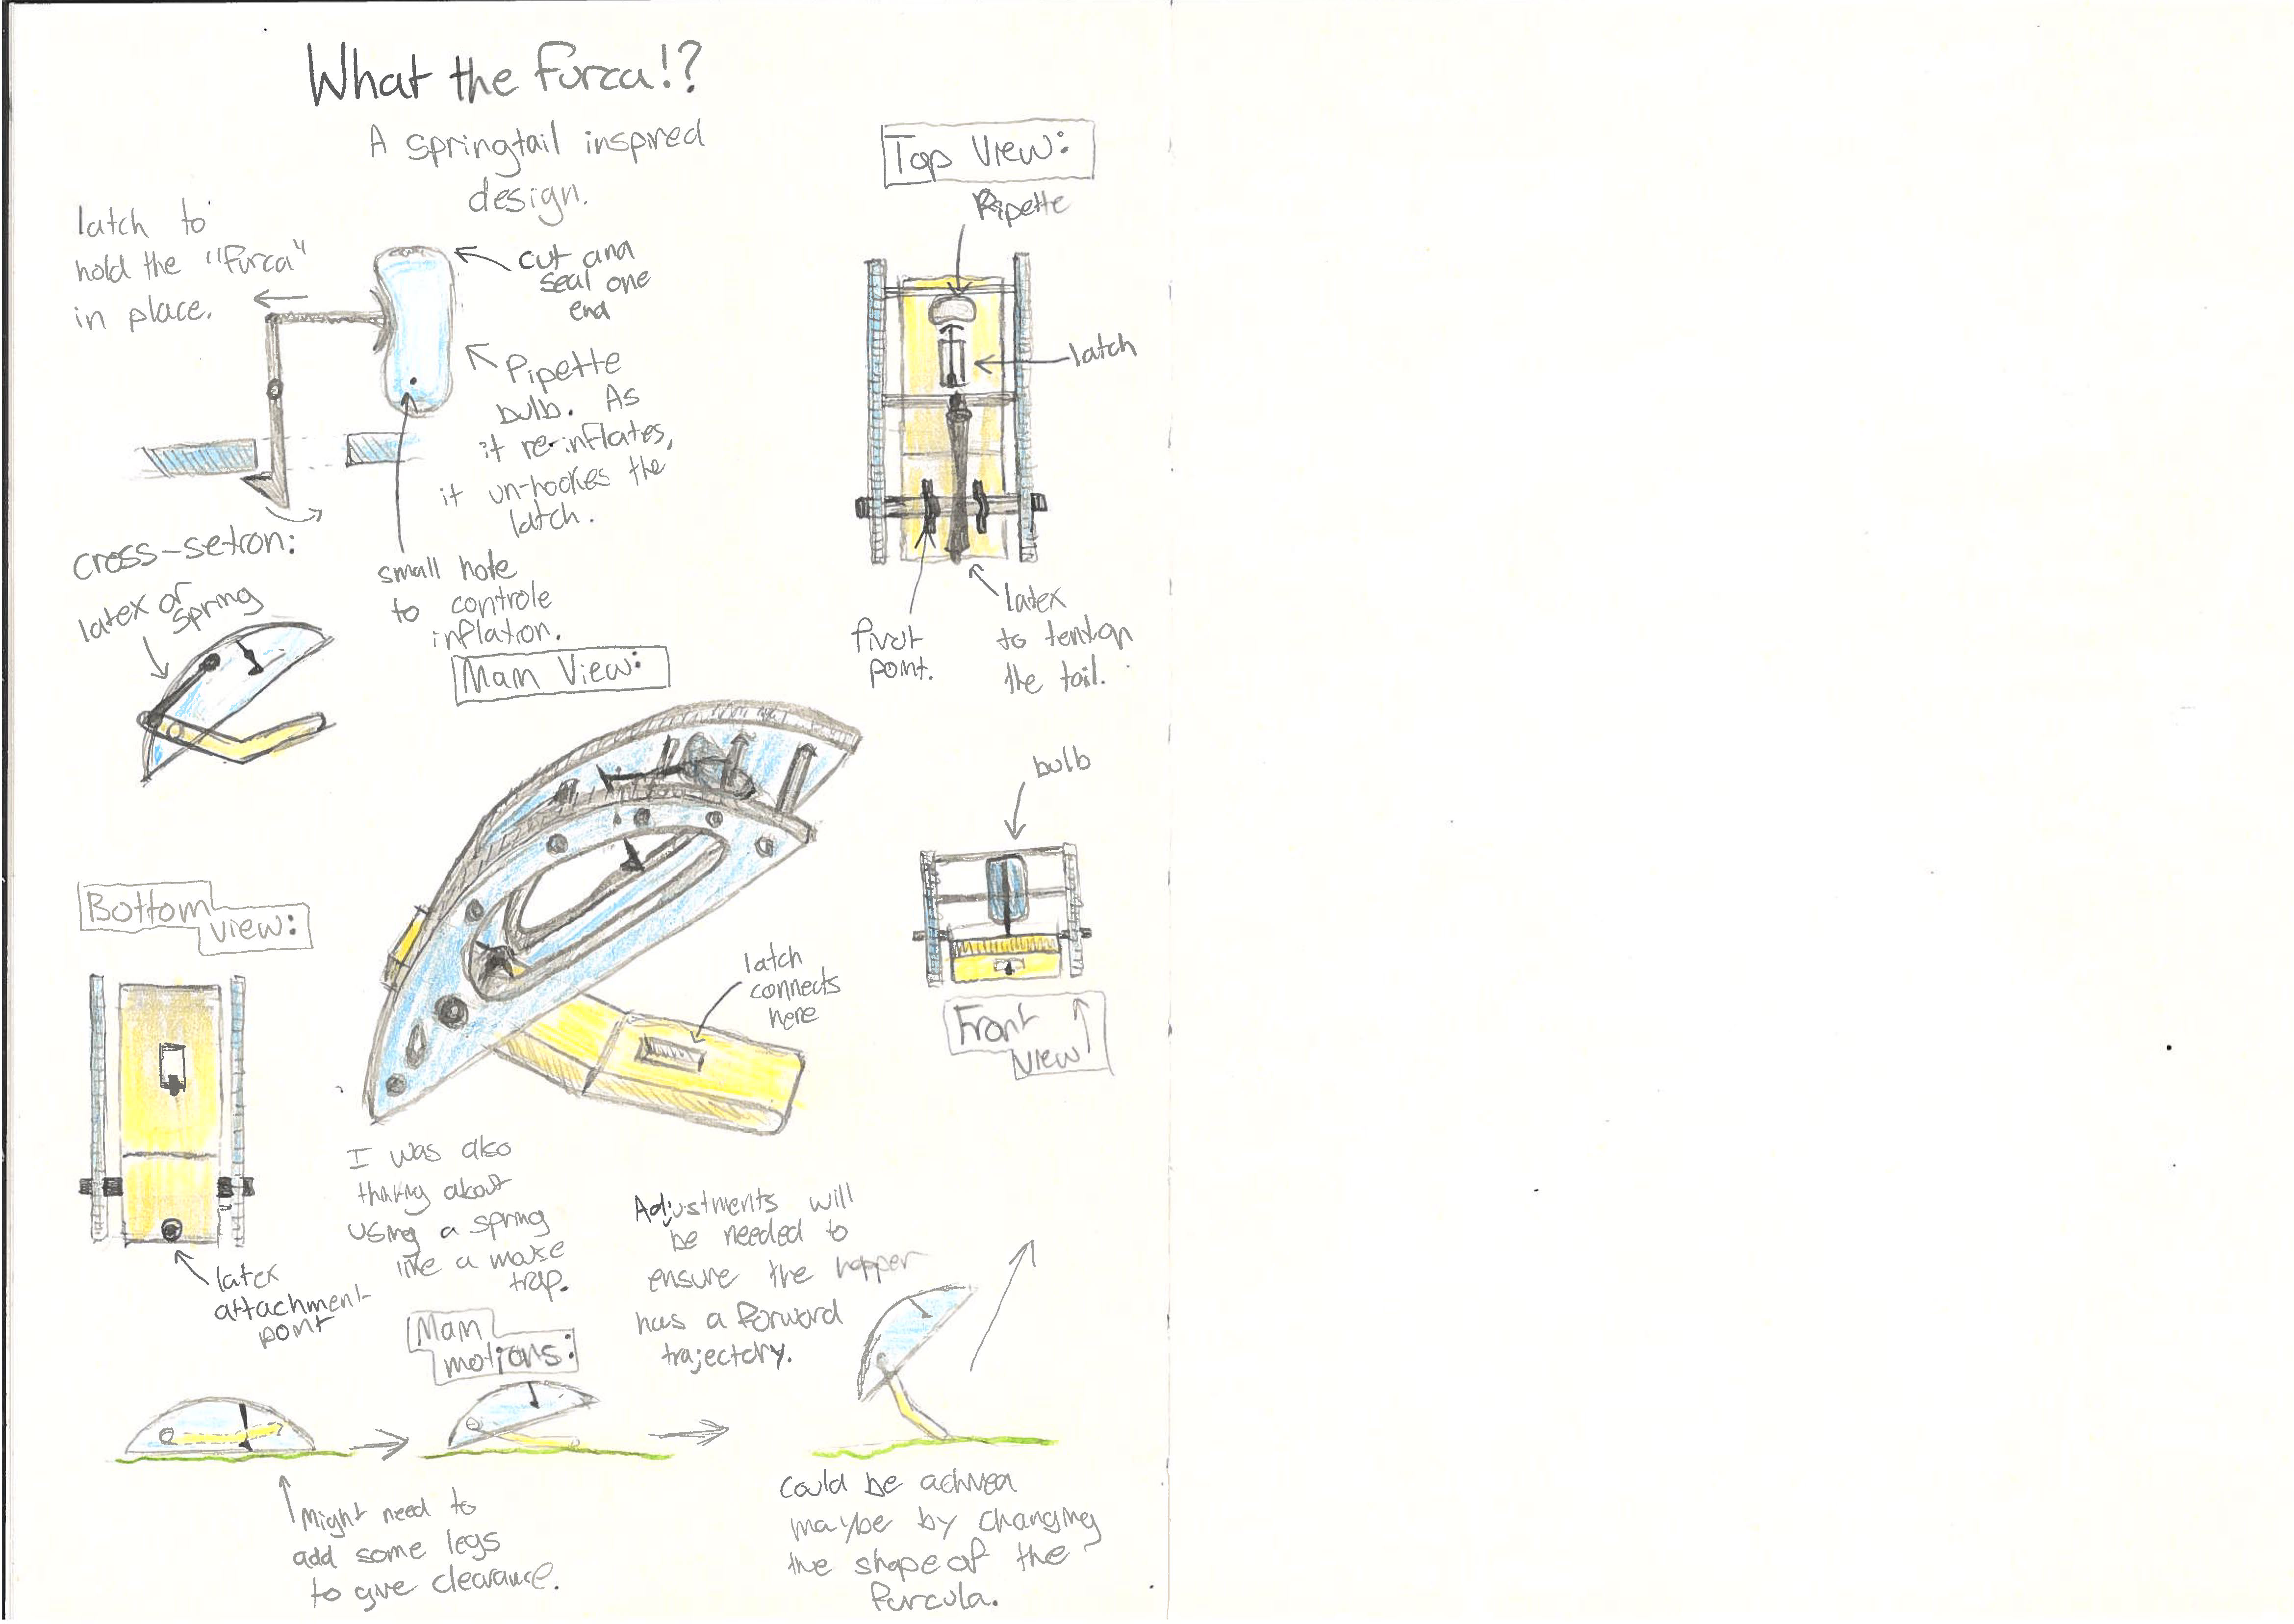 What the furca!?
A springtail inspired
design.
latch to
hold the "furca"
in place.
cut and
seal one
end
Pipette
bulb. As
it re-inflates,
it un-hookes the
latch.
small hole
to controle
inflation.
Cross-setion:
latex or
spring
Top View:
Pipette
latch
Pivot
point.
latex
to tention
the tail.
Main View:
latch
connects
here
bulb
Front
view
Bottom
view:
latex
attachment
point
I was also
thinking about
using a spring
like a mouse
trap.
Adjustments will
be needed to
ensure the hopper
has a forward
trajectory.
Main
motions:
Might need to
add some legs
to give clearance.
Could be
maybe by changing
the shape of the
furcula.